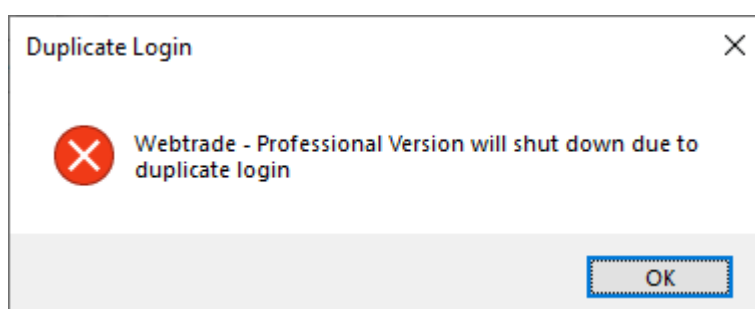 Duplicate Login
Webtrade - Professional Version will shut down due to
duplicate login
OK